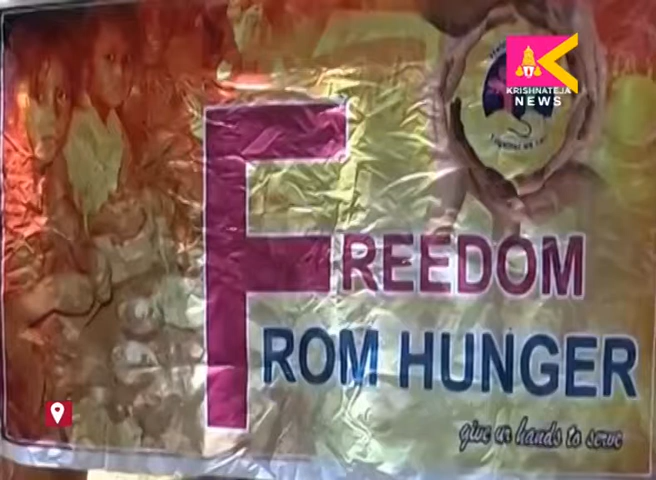 KRISHNATEJA
NEWS
FREEDOM
FROM HUNGER
give ur hands to serve